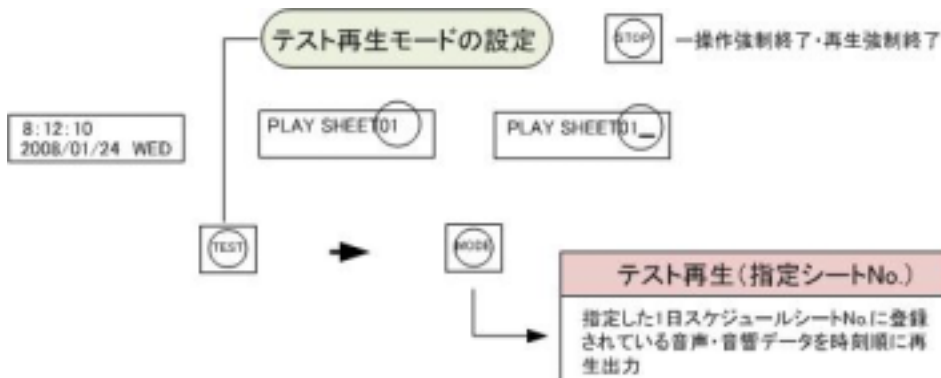 テスト再生モードの設定
STOP
ー操作強制終了・再生強制終了
8:12:10
2008/01/24 WED
PLAY SHEET01
PLAY SHEET01_
TEST
MODE
テスト再生(指定シートNo.)
指定した1日スケジュールシートNo.に登録
されている音声・音響データを時刻順に再
生出力